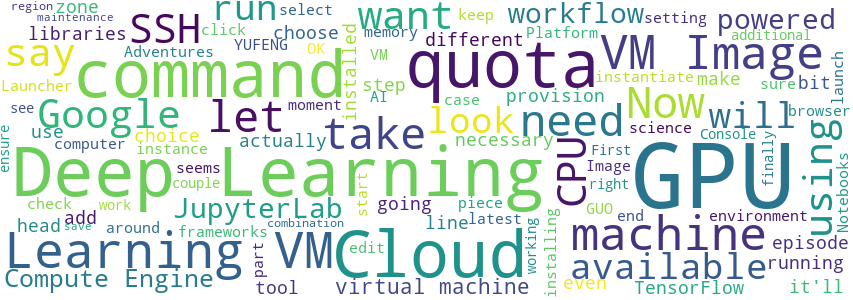 region maintenance zone run select want keep workflow setting powered
libraries SSH click choose memory different Platform additional
say Adventures YUFENG OK installed VM VM Image
Launcher command quota instantiate make sure bit launch
see Google let step AI case provision Now will browser
ensure use choice moment take look need science Console
computer instance actually necessary CPU First finally using Notebooks
Deep Learning seems couple Image GPU
check work JupyterLab start going piece right GUO
add head save around frameworks line latest end environment
Learning part VM combination Cloud edit working installing machine episode
Compute Engine tool virtual machine even available running
TensorFlow it'll